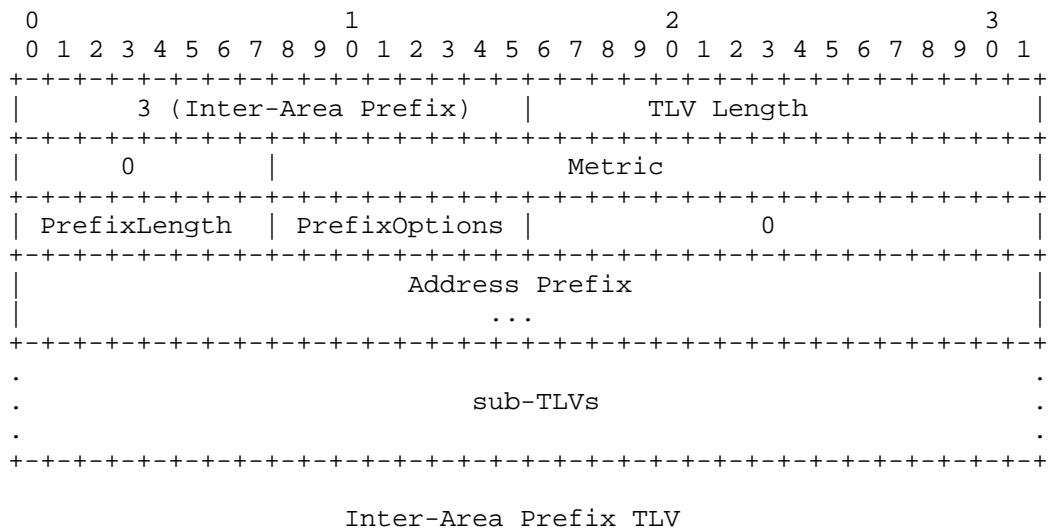 0                   1                   2                   3
 0 1 2 3 4 5 6 7 8 9 0 1 2 3 4 5 6 7 8 9 0 1 2 3 4 5 6 7 8 9 0 1
+-+-+-+-+-+-+-+-+-+-+-+-+-+-+-+-+-+-+-+-+-+-+-+-+-+-+-+-+-+-+-+-+
|       3 (Inter-Area Prefix)   |       TLV Length              |
+-+-+-+-+-+-+-+-+-+-+-+-+-+-+-+-+-+-+-+-+-+-+-+-+-+-+-+-+-+-+-+-+
|      0        |                  Metric                       |
+-+-+-+-+-+-+-+-+-+-+-+-+-+-+-+-+-+-+-+-+-+-+-+-+-+-+-+-+-+-+-+-+
| PrefixLength  | PrefixOptions |              0                |
+-+-+-+-+-+-+-+-+-+-+-+-+-+-+-+-+-+-+-+-+-+-+-+-+-+-+-+-+-+-+-+-+
|                        Address Prefix                         |
|                             ...                               |
+-+-+-+-+-+-+-+-+-+-+-+-+-+-+-+-+-+-+-+-+-+-+-+-+-+-+-+-+-+-+-+-+
.                                                               .
.                            sub-TLVs                           .
.                                                               .
+-+-+-+-+-+-+-+-+-+-+-+-+-+-+-+-+-+-+-+-+-+-+-+-+-+-+-+-+-+-+-+-+
                    Inter-Area Prefix TLV